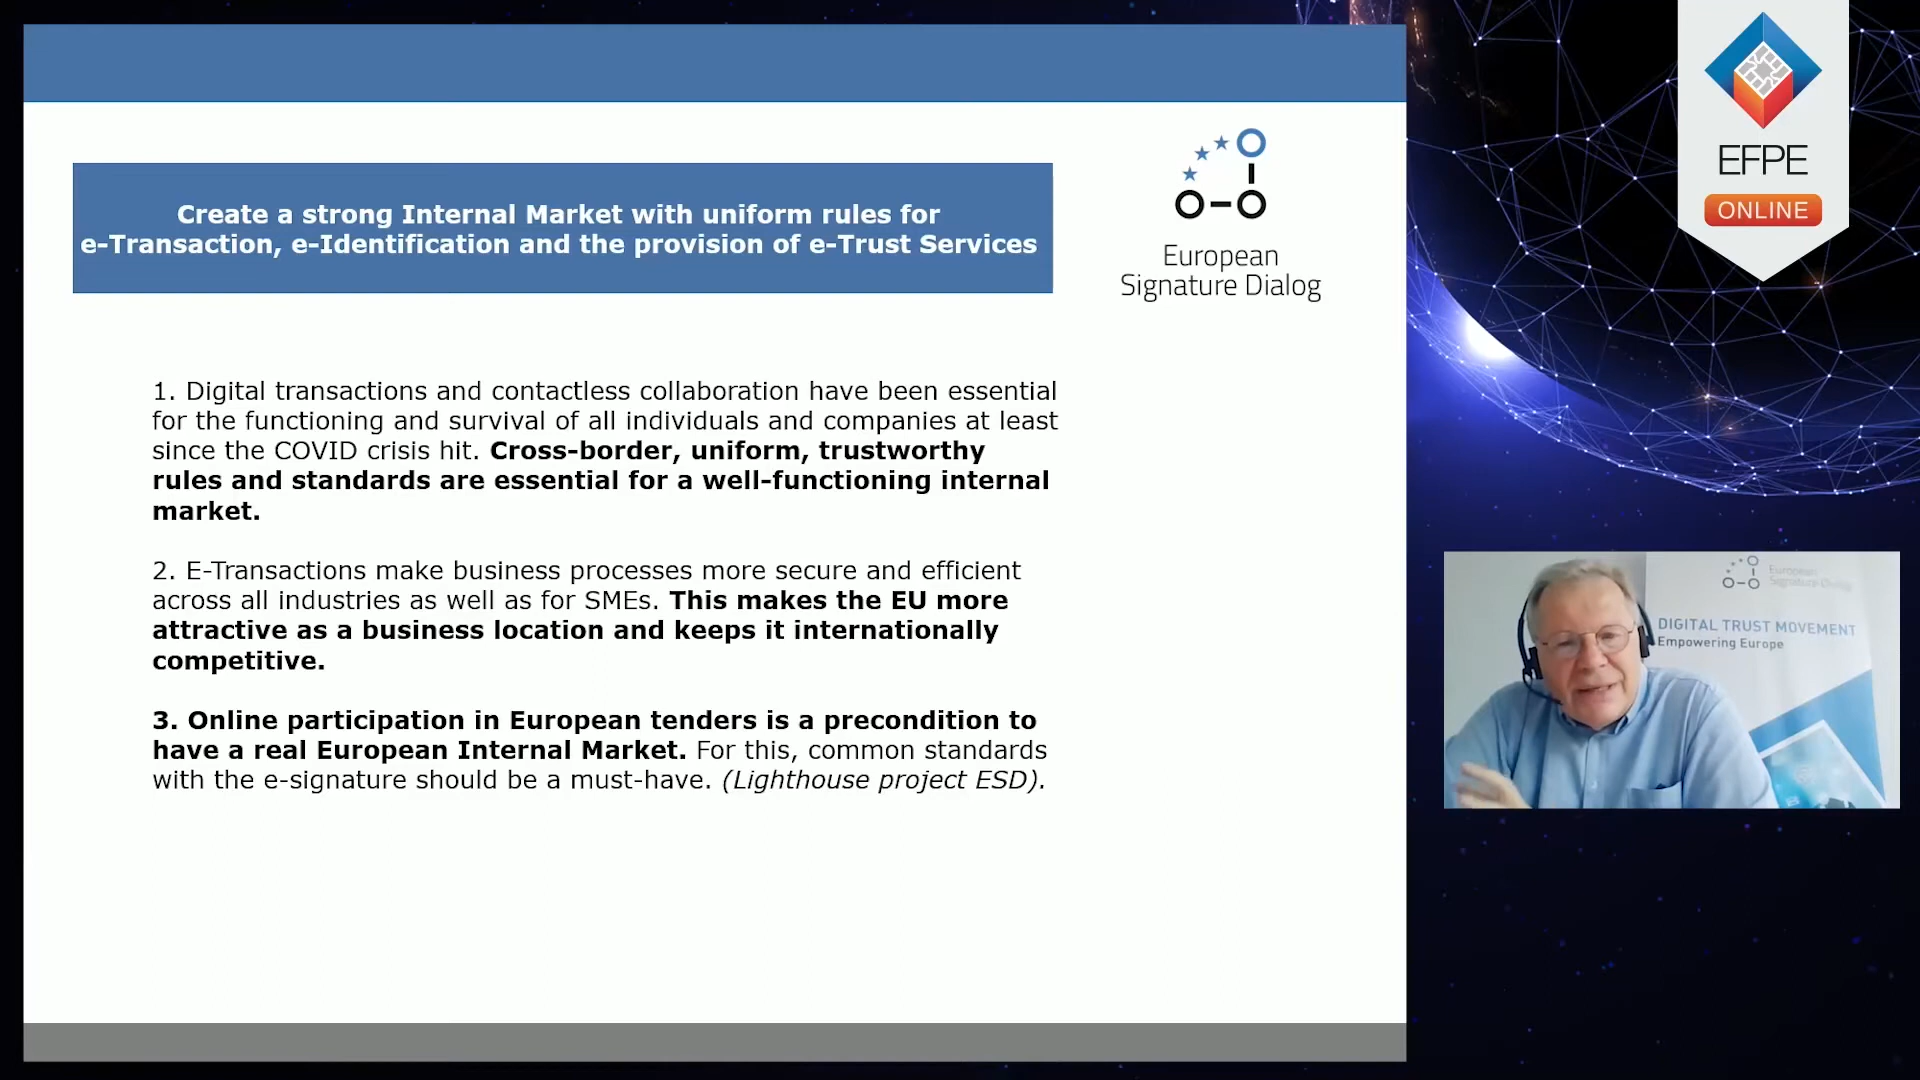 Create a strong Internal Market with uniform rules for
e-Transaction, e-Identification and the provision of e-Trust Services
European
Signature Dialog
1. Digital transactions and contactless collaboration have been essential
for the functioning and survival of all individuals and companies at least
since the COVID crisis hit. Cross-border, uniform, trustworthy
rules and standards are essential for a well-functioning internal
market.
2. E-Transactions make business processes more secure and efficient
across all industries as well as for SMEs. This makes the EU more
attractive as a business location and keeps it internationally
competitive.
3. Online participation in European tenders is a precondition to
have a real European Internal Market. For this, common standards
with the e-signature should be a must-have. (Lighthouse project ESD).
EFPE
ONLINE
European
Signature Dialog
DIGITAL TRUST MOVEMENT
Empowering Europe